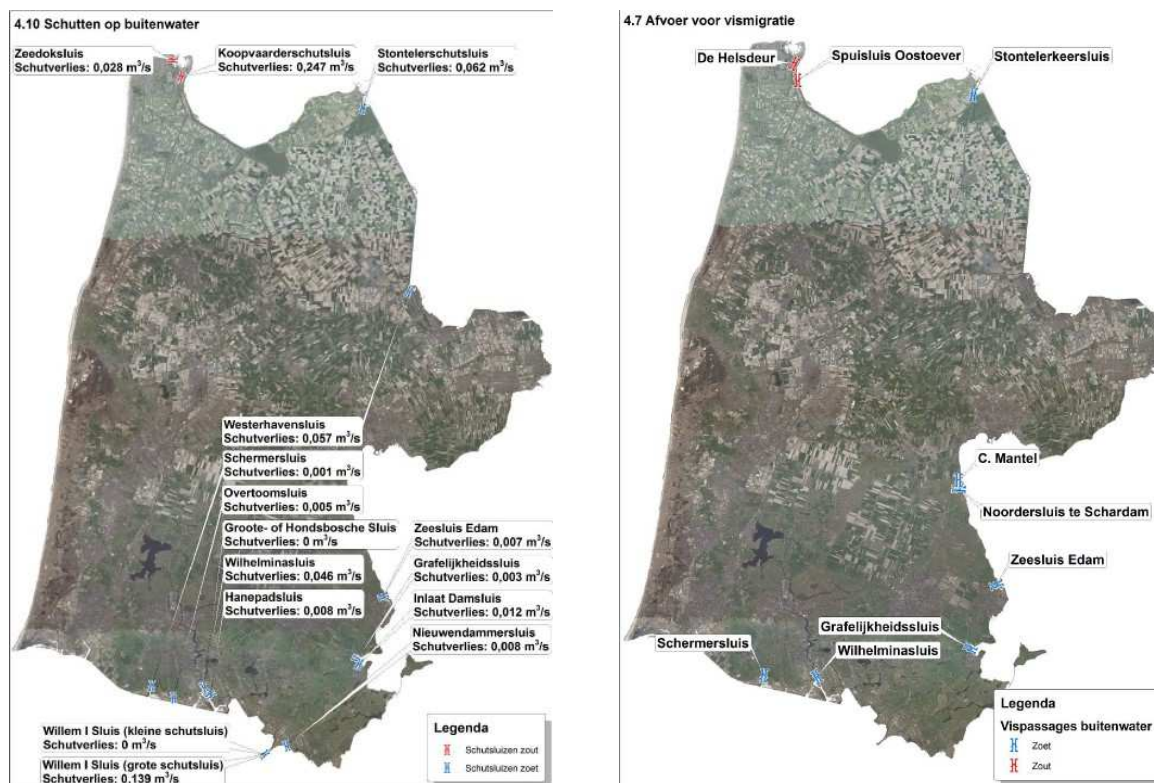 4.10 Schutten op buitenwater
Zeedoksluis
Schutverlies: 0,028 m³/s
Koopvaarderschutsluis
Schutverlies: 0,247 m³/s
Stontelerschutsluis
Schutverlies: 0,062 m³/s
Westerhavensluis
Schutverlies: 0,057 m³/s
Schermersluis
Schutverlies: 0,001 m³/s
Overtoomsluis
Schutverlies: 0,005 m³/s
Groote- of Hondsbosche Sluis
Schutverlies: 0 m³/s
Wilhelminasluis
Schutverlies: 0,046 m³/s
Hanepadsluis
Schutverlies: 0,008 m³/s
Zeesluis Edam
Schutverlies: 0,007 m³/s
Grafelijkheidssluis
Schutverlies: 0,003 m³/s
Inlaat Damsluis
Schutverlies: 0,012 m³/s
Nieuwendammersluis
Schutverlies: 0,008 m³/s
Willem I Sluis (kleine schutsluis)
Schutverlies: 0 m³/s
Willem I Sluis (grote schutsluis)
Schutverlies: 0,139 m³/s
Legenda
Schutsluizen zout
Schutsluizen zoet
4.7 Afvoer voor vismigratie
De Helsdeur
Spuisluis Oostoever
Stontelerkeersluis
C. Mantel
Noordersluis te Schardam
Zeesluis Edam
Grafelijkheidssluis
Schermersluis
Wilhelminasluis
Legenda
Vispassages buitenwater
Zoet
Zout